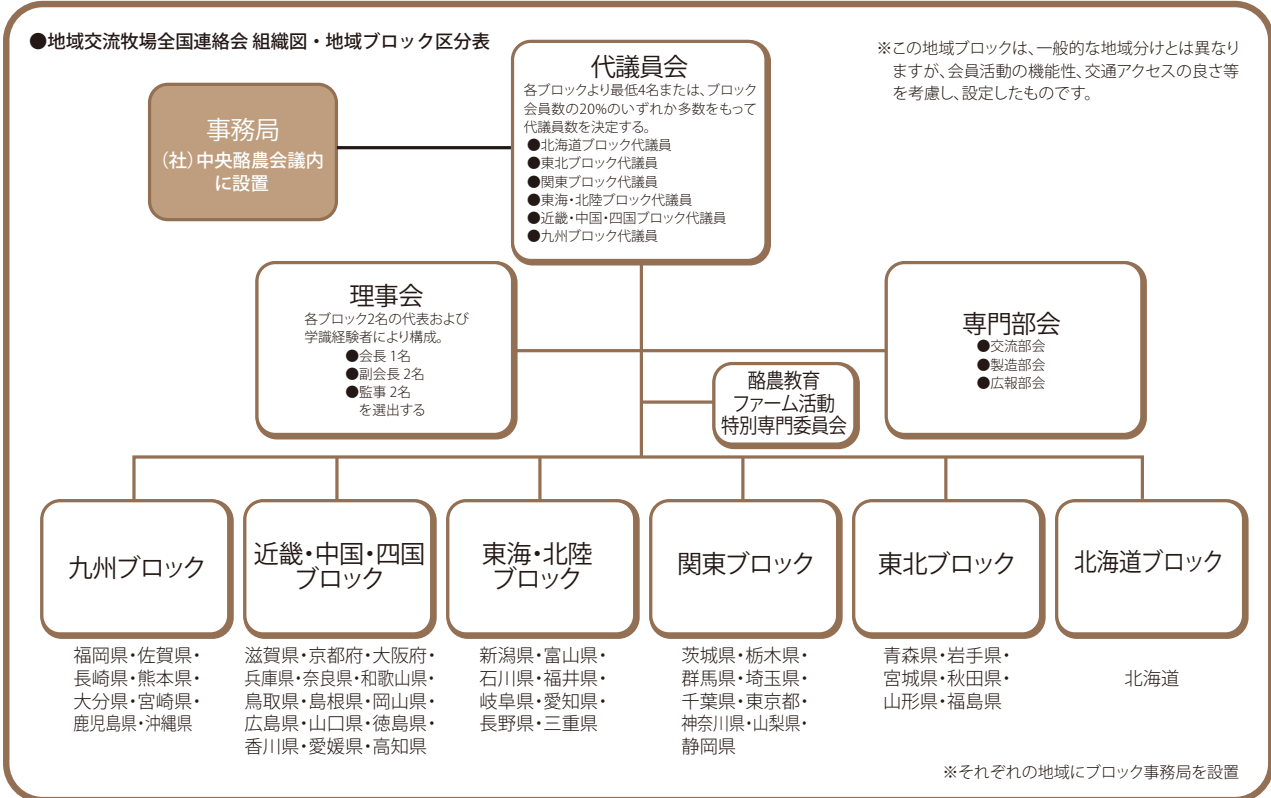 ●地域交流牧場全国連絡会 組織図・地域ブロック区分表
※この地域ブロックは、一般的な地域分けとは異なり
ますが、会員活動の機能性、交通アクセスの良さ等
を考慮し、設定したものです。
事務局
（社）中央酪農会議内
に設置
代議員会
各ブロックより最低4名または、ブロック
会員数の20%のいずれか多数をもって
代議員数を決定する。
●北海道ブロック代議員
●東北ブロック代議員
●関東ブロック代議員
●東海・北陸ブロック代議員
●近畿・中国・四国ブロック代議員
●九州ブロック代議員
理事会
各ブロック2名の代表および
学識経験者により構成。
●会長 1名
●副会長 2名
●監事 2名
を選出する
専門部会
●交流部会
●製造部会
●広報部会
酪農教育
ファーム活動
特別専門委員会
九州ブロック
福岡県・佐賀県・
長崎県・熊本県・
大分県・宮崎県・
鹿児島県・沖縄県
近畿・中国・四国
ブロック
滋賀県・京都府・大阪府・
兵庫県・奈良県・和歌山県・
鳥取県・島根県・岡山県・
広島県・山口県・徳島県・
香川県・愛媛県・高知県
東海・北陸
ブロック
新潟県・富山県・
石川県・福井県・
岐阜県・愛知県・
長野県・三重県
関東ブロック
茨城県・栃木県・
群馬県・埼玉県・
千葉県・東京都・
神奈川県・山梨県・
静岡県
東北ブロック
青森県・岩手県・
宮城県・秋田県・
山形県・福島県
北海道ブロック
北海道
※それぞれの地域にブロック事務局を設置